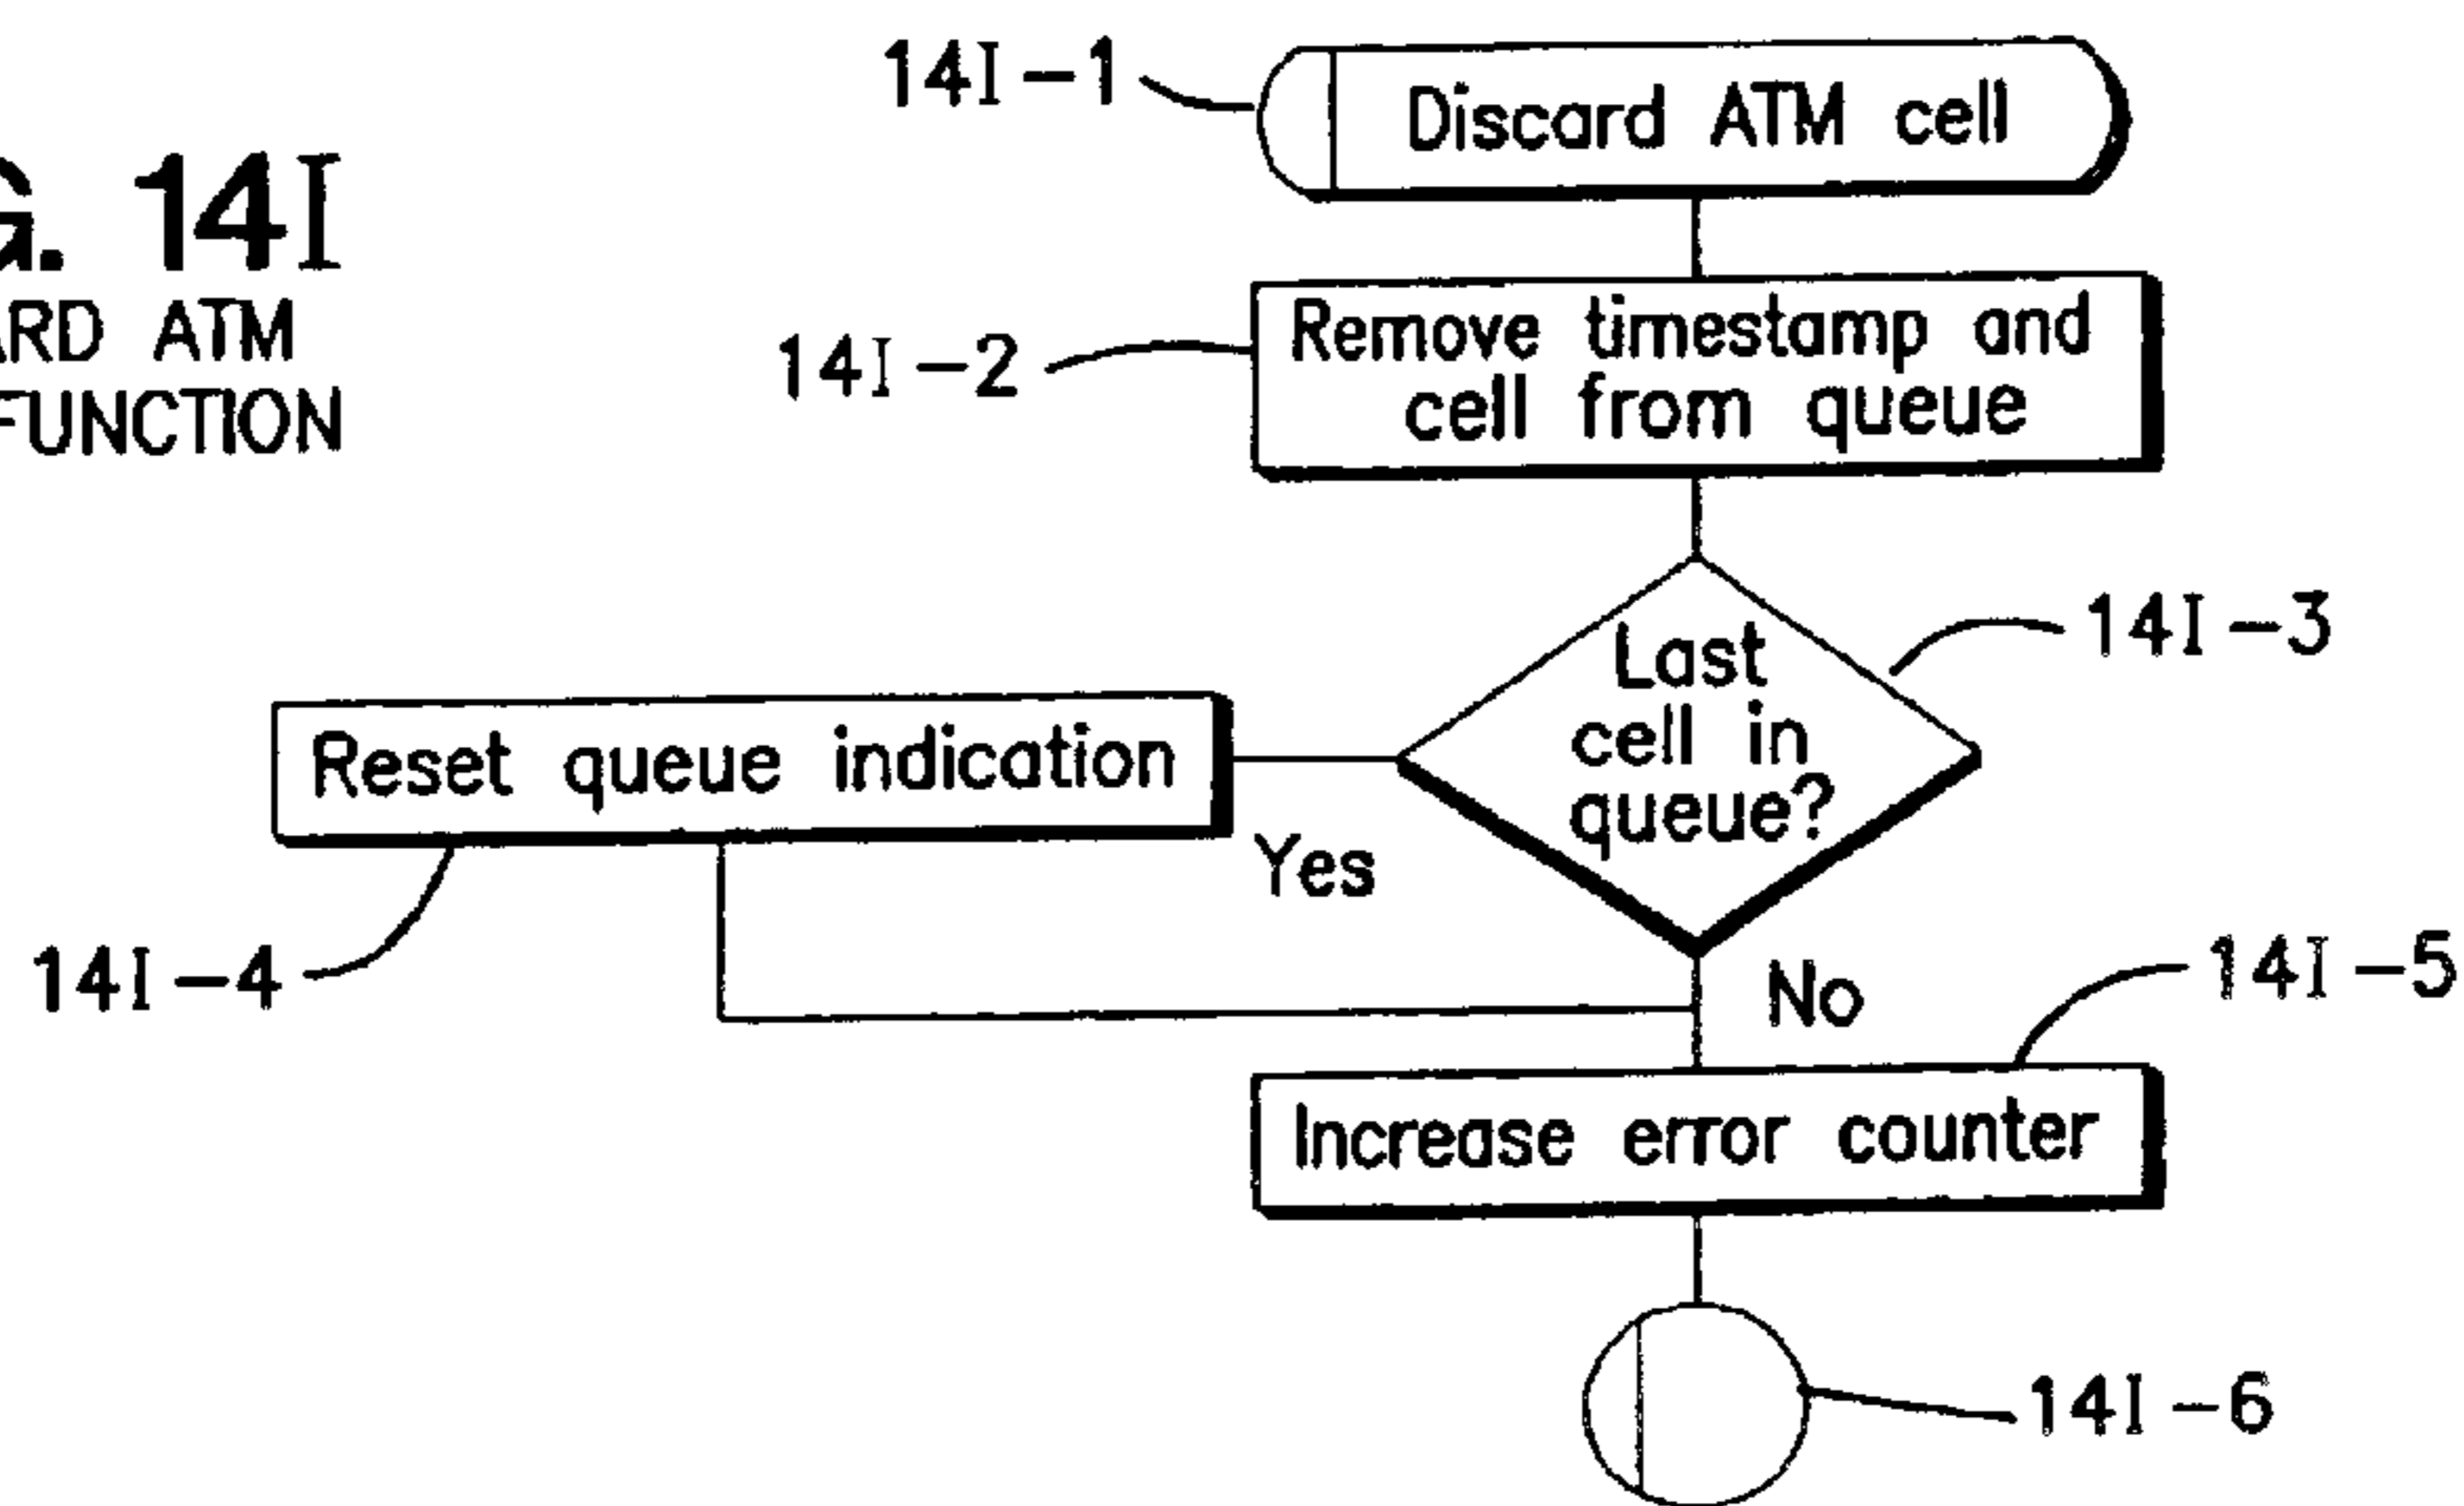 G. 14I
ARD ATM
FUNCTION
14I-1
Discard ATM cell
14I-2
Remove timestamp and
cell from queue
14I-3
Last
cell in
queue?
Reset queue indication
Yes
14I-4
No
14I-5
Increase error counter
14I-6